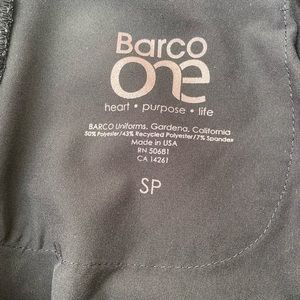 Barco
one
heart • purpose • life
BARCO Uniforms. Gardena, California
50% Polyester/43% Recycled Polyester/7% Spandex
Made in USA
RN 50681
CA 14261
SP